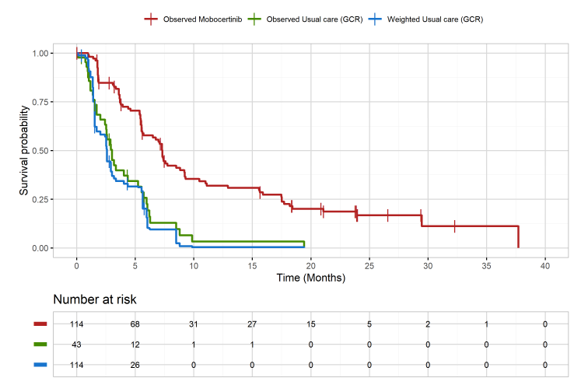 Observed Mobocertinib Observed Usual care (GCR) Weighted Usual care (GCR)
1.00
0.75
0.50
0.25
0.00
Survival probability
0 5 10 15 20 25 30 35 40
Time (Months)
Number at risk
114 68 31 27 15 5 2 1 0
43 12 1 1 0 0 0 0 0
114 26 0 0 0 0 0 0 0